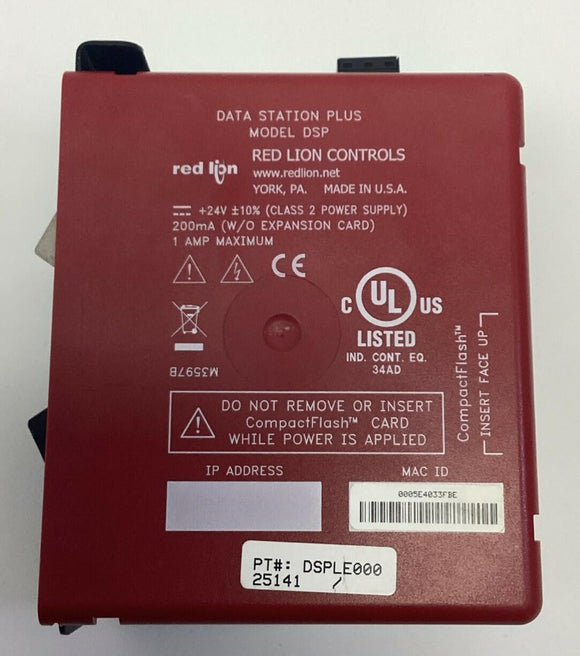 DATA STATION PLUS
MODEL DSP
red lion
RED LION CONTROLS
www.redlion.net
YORK, PA. MADE IN U.S.A.
+24V ±10% (CLASS 2 POWER SUPPLY)
200mA (W/O EXPANSION CARD)
1 AMP MAXIMUM
CE
C UL US
LISTED
IND. CONT. EQ.
34AD
M3597B
CompactFlash™
INSERT FACE UP
DO NOT REMOVE OR INSERT
CompactFlash™ CARD
WHILE POWER IS APPLIED
IP ADDRESS
MAC ID
0005E4033FBE
PT#: DSPLE000
25141 /